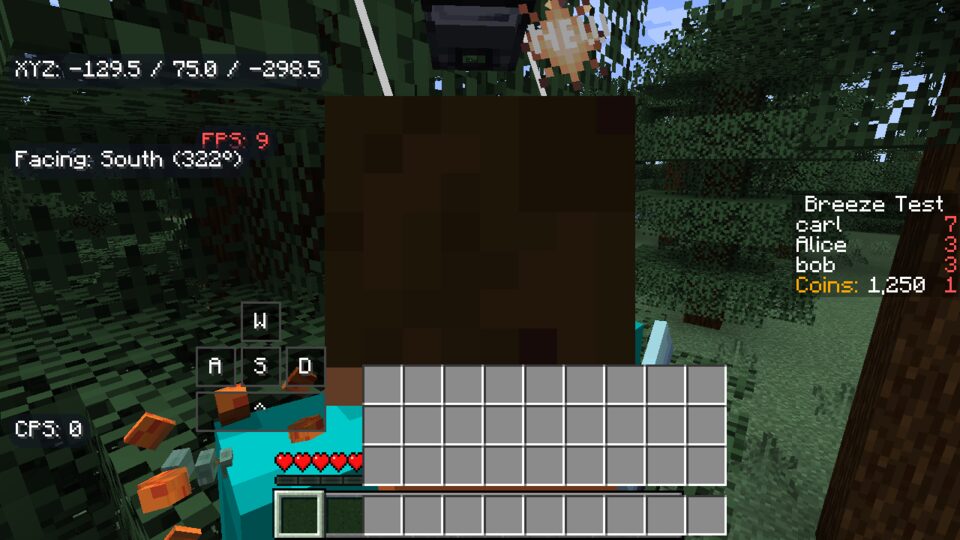 XYZ: -129.5 / 75.0 / -298.5
FPS: 9
Facing: South (322°)
Breeze Test
carl 7
Alice 3
bob 3
Coins: 1,250 1
W
A S D
^
CPS: 0